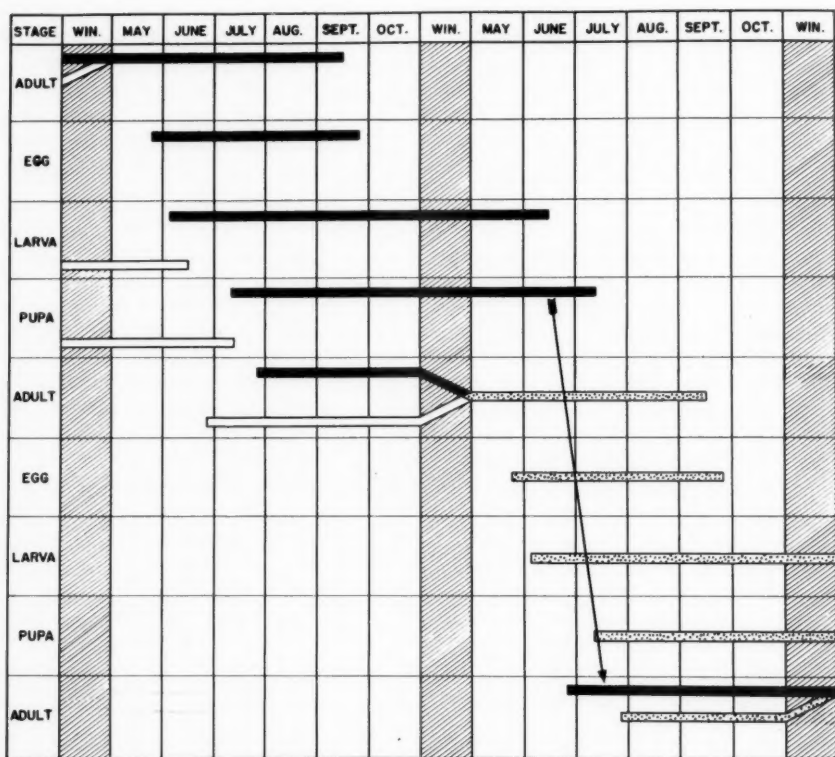 STAGE WIN. MAY JUNE JULY AUG. SEPT. OCT. WIN. MAY JUNE JULY AUG. SEPT. OCT. WIN.
ADULT
EGG
LARVA
PUPA
ADULT
EGG
LARVA
PUPA
ADULT